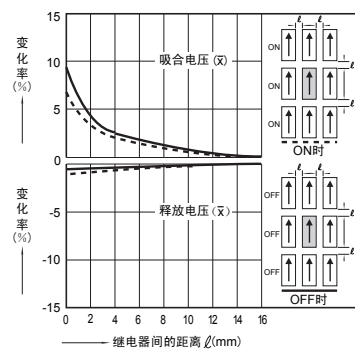 变化率(%)
15
10
5
0
吸合电压 (x̄)
ℓ ℓ
ON
ON
ON
ℓ
ℓ
ON时
变化率(%)
-5
-10
-15
释放电压 (x̄)
ℓ ℓ
OFF
OFF
OFF
ℓ
ℓ
OFF时
0 2 4 6 8 10 12 14 16
继电器间的距离 ℓ(mm)